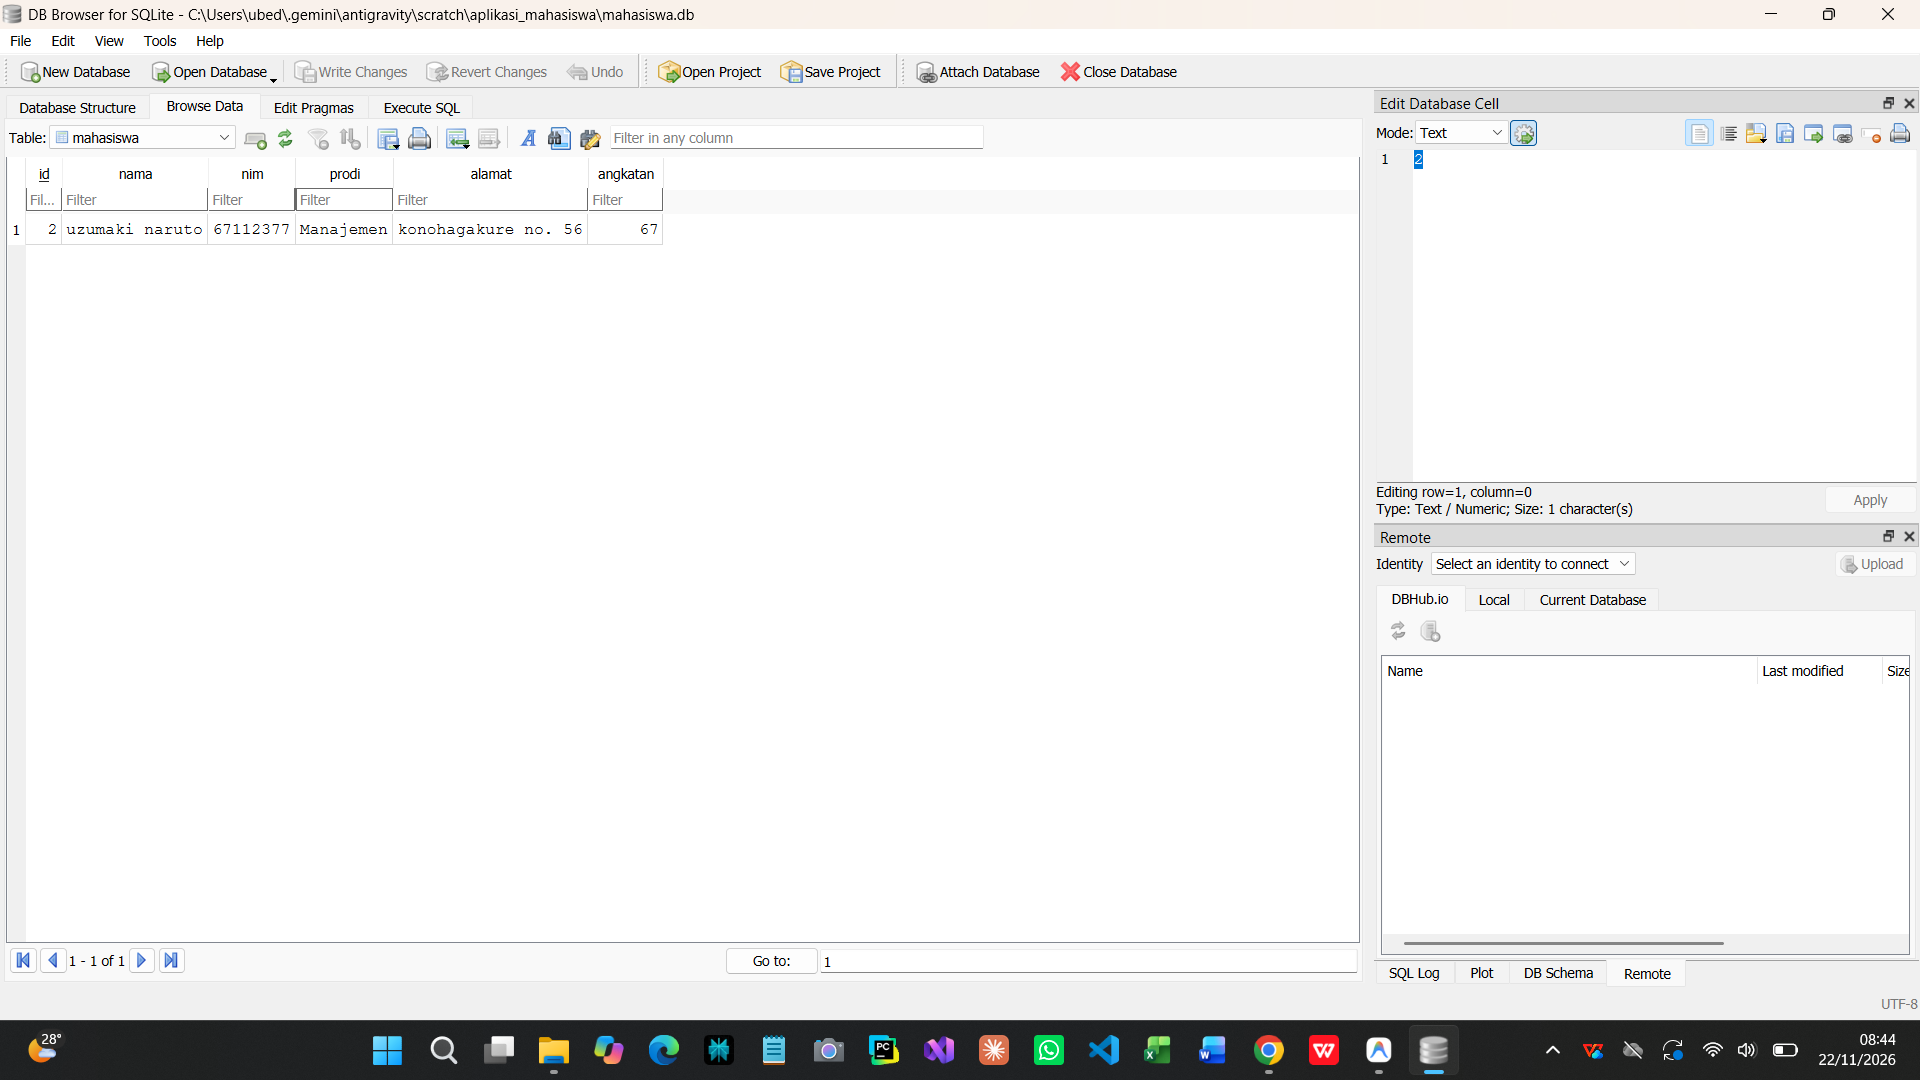 DB Browser for SQLite - C:\Users\ubed\.gemini\antigravity\scratch\aplikasi_mahasiswa\mahasiswa.db
File Edit View Tools Help
New Database Open Database Write Changes Revert Changes Undo Open Project Save Project Attach Database Close Database
Database Structure Browse Data Edit Pragmas Execute SQL
Table: mahasiswa Filter in any column
id nama nim prodi alamat angkatan
Fil... Filter Filter Filter Filter Filter
1 2 uzumaki naruto 67112377 Manajemen konohagakure no. 56 67
1 - 1 of 1 Go to: 1
Edit Database Cell
Mode: Text
1 2
Editing row=1, column=0
Type: Text / Numeric; Size: 1 character(s)
Apply
Remote
Identity Select an identity to connect Upload
DBHub.io Local Current Database
Name Last modified Size
SQL Log Plot DB Schema Remote
UTF-8
28°
PC
08:44
22/11/2026